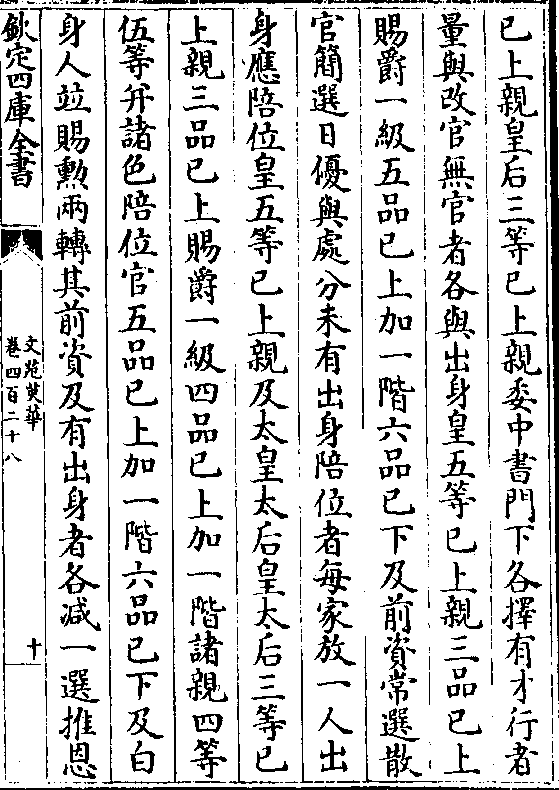 已上親皇后三等已上親委中書門下各擇有才行者
量與改官無官者各與出身皇五等已上親三品已上
賜爵一級五品已上加一階六品已下及前資常選散
官簡選日優與處分未有出身陪位者每家放一人出
身應陪位皇五等已上親及太皇太后皇太后三等已
上親三品已上賜爵一級四品已上加一階諸親四等
伍等并諸色陪位官五品已上加一階六品已下及白
身人並賜勲兩轉其前資及有出身者各減一選推恩
欽定四庫全書
文苑英華
卷四百二十八
十